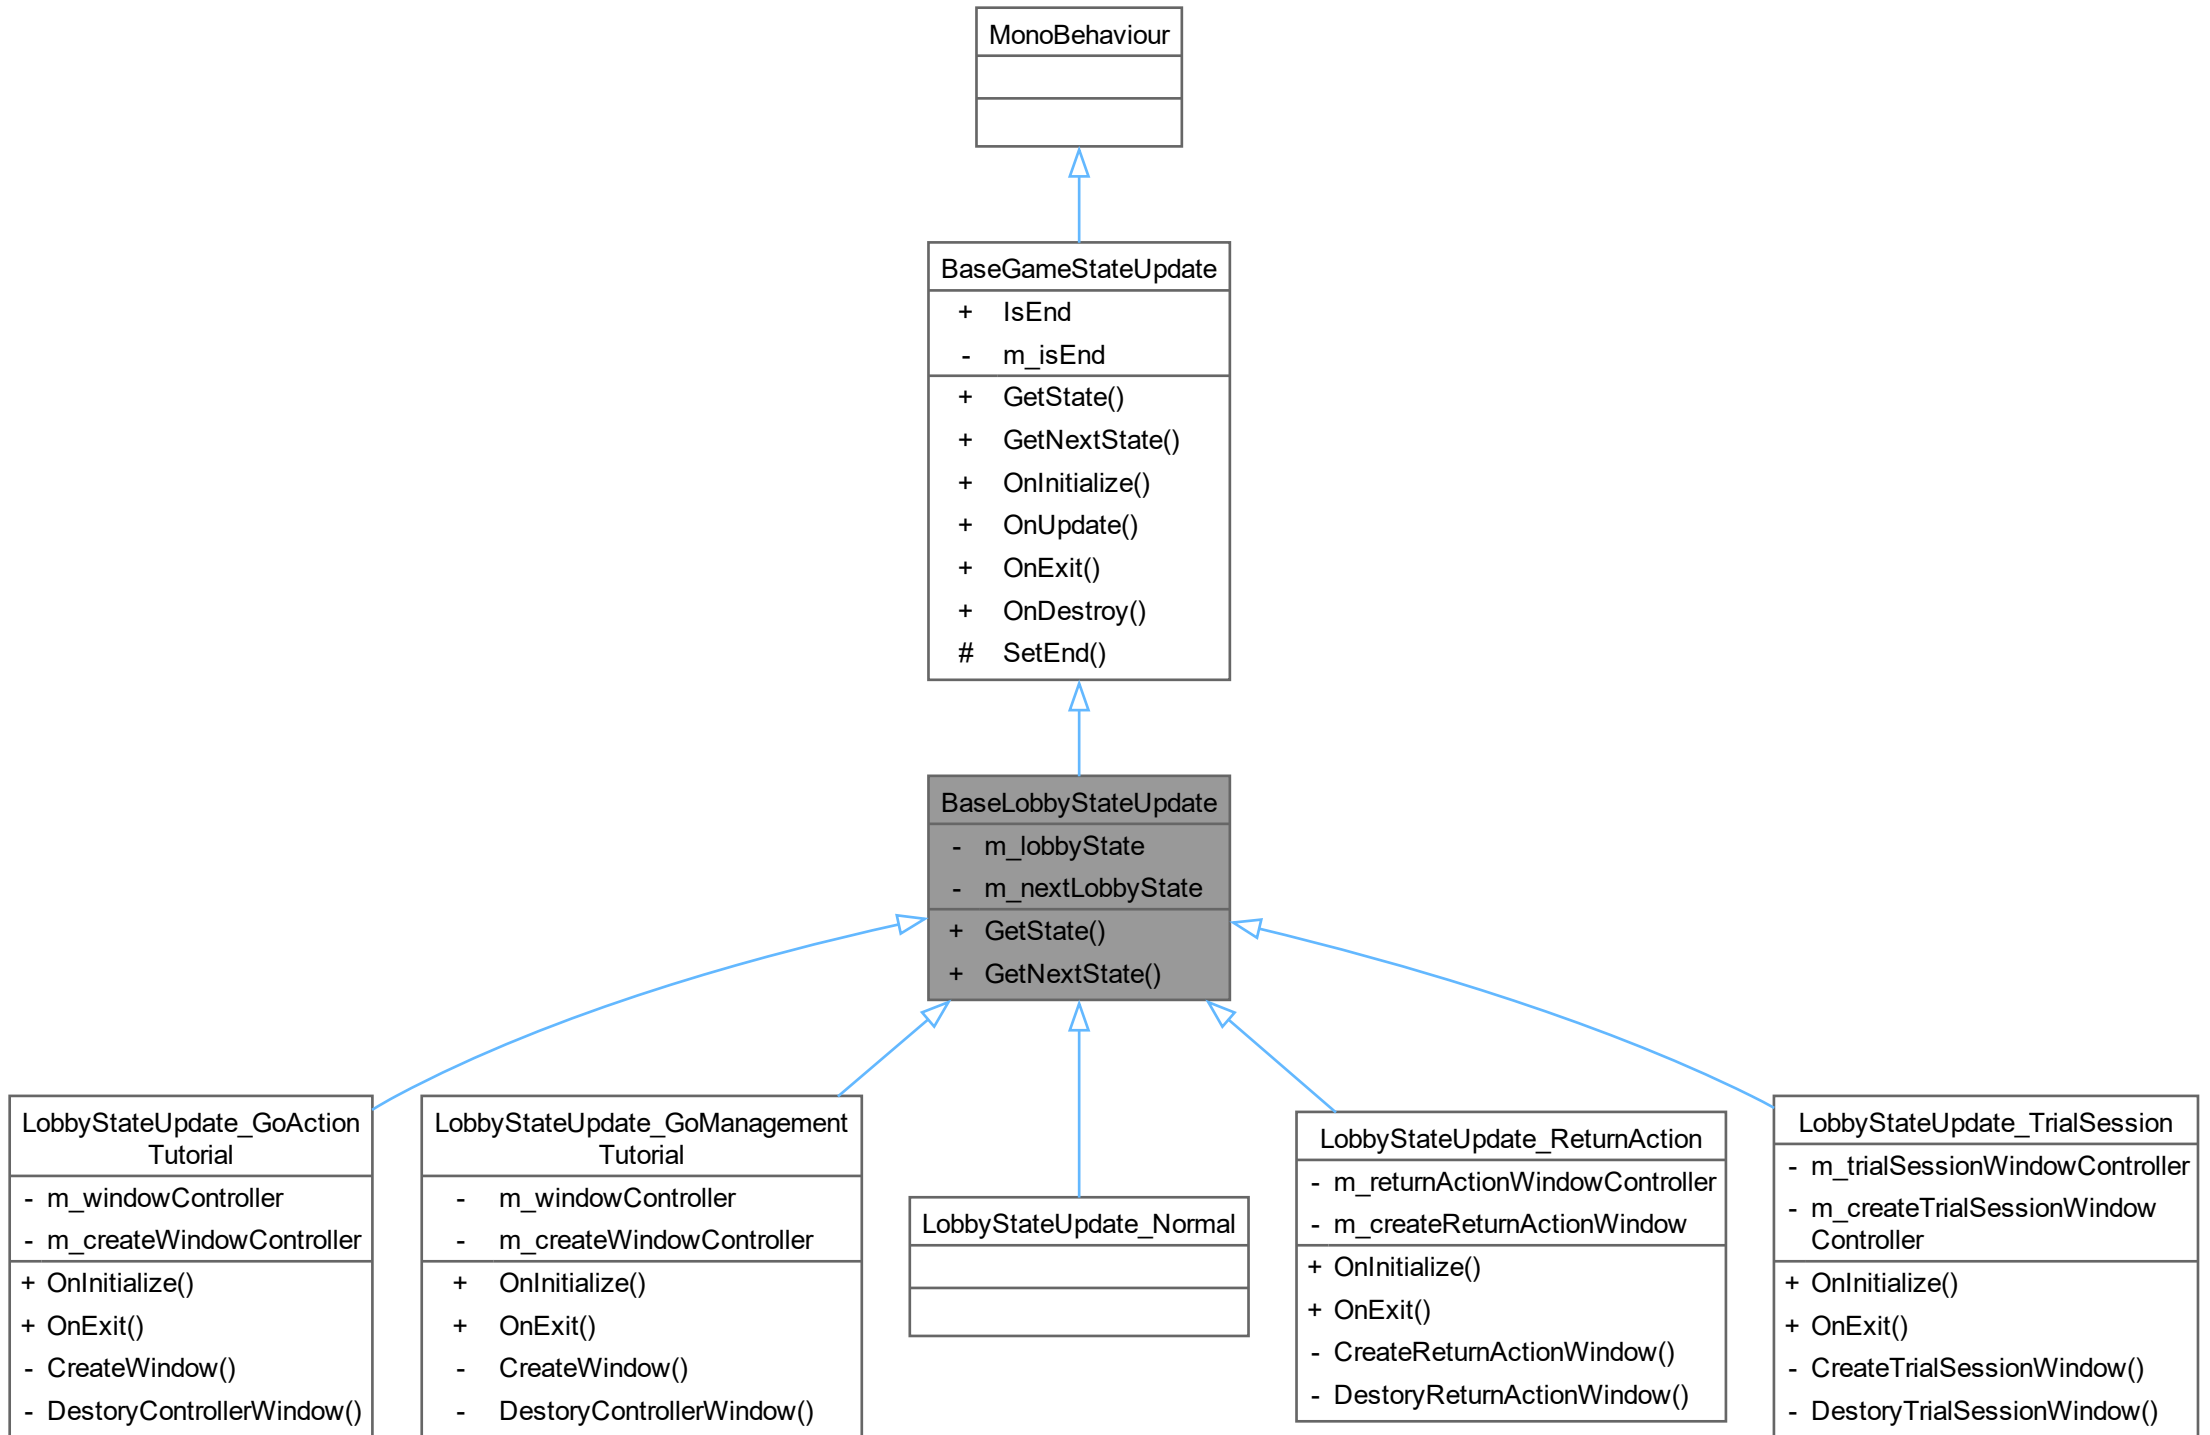 MonoBehaviour
BaseGameStateUpdate
+ IsEnd
- m_isEnd
+ GetState()
+ GetNextState()
+ OnInitialize()
+ OnUpdate()
+ OnExit()
+ OnDestroy()
# SetEnd()
BaseLobbyStateUpdate
- m_lobbyState
- m_nextLobbyState
+ GetState()
+ GetNextState()
LobbyStateUpdate_GoAction
Tutorial
- m_windowController
- m_createWindowController
+ OnInitialize()
+ OnExit()
- CreateWindow()
- DestoryControllerWindow()
LobbyStateUpdate_GoManagement
Tutorial
- m_windowController
- m_createWindowController
+ OnInitialize()
+ OnExit()
- CreateWindow()
- DestoryControllerWindow()
LobbyStateUpdate_Normal
LobbyStateUpdate_ReturnAction
- m_returnActionWindowController
- m_createReturnActionWindow
+ OnInitialize()
+ OnExit()
- CreateReturnActionWindow()
- DestoryReturnActionWindow()
LobbyStateUpdate_TrialSession
- m_trialSessionWindowController
- m_createTrialSessionWindow
Controller
+ OnInitialize()
+ OnExit()
- CreateTrialSessionWindow()
- DestoryTrialSessionWindow()